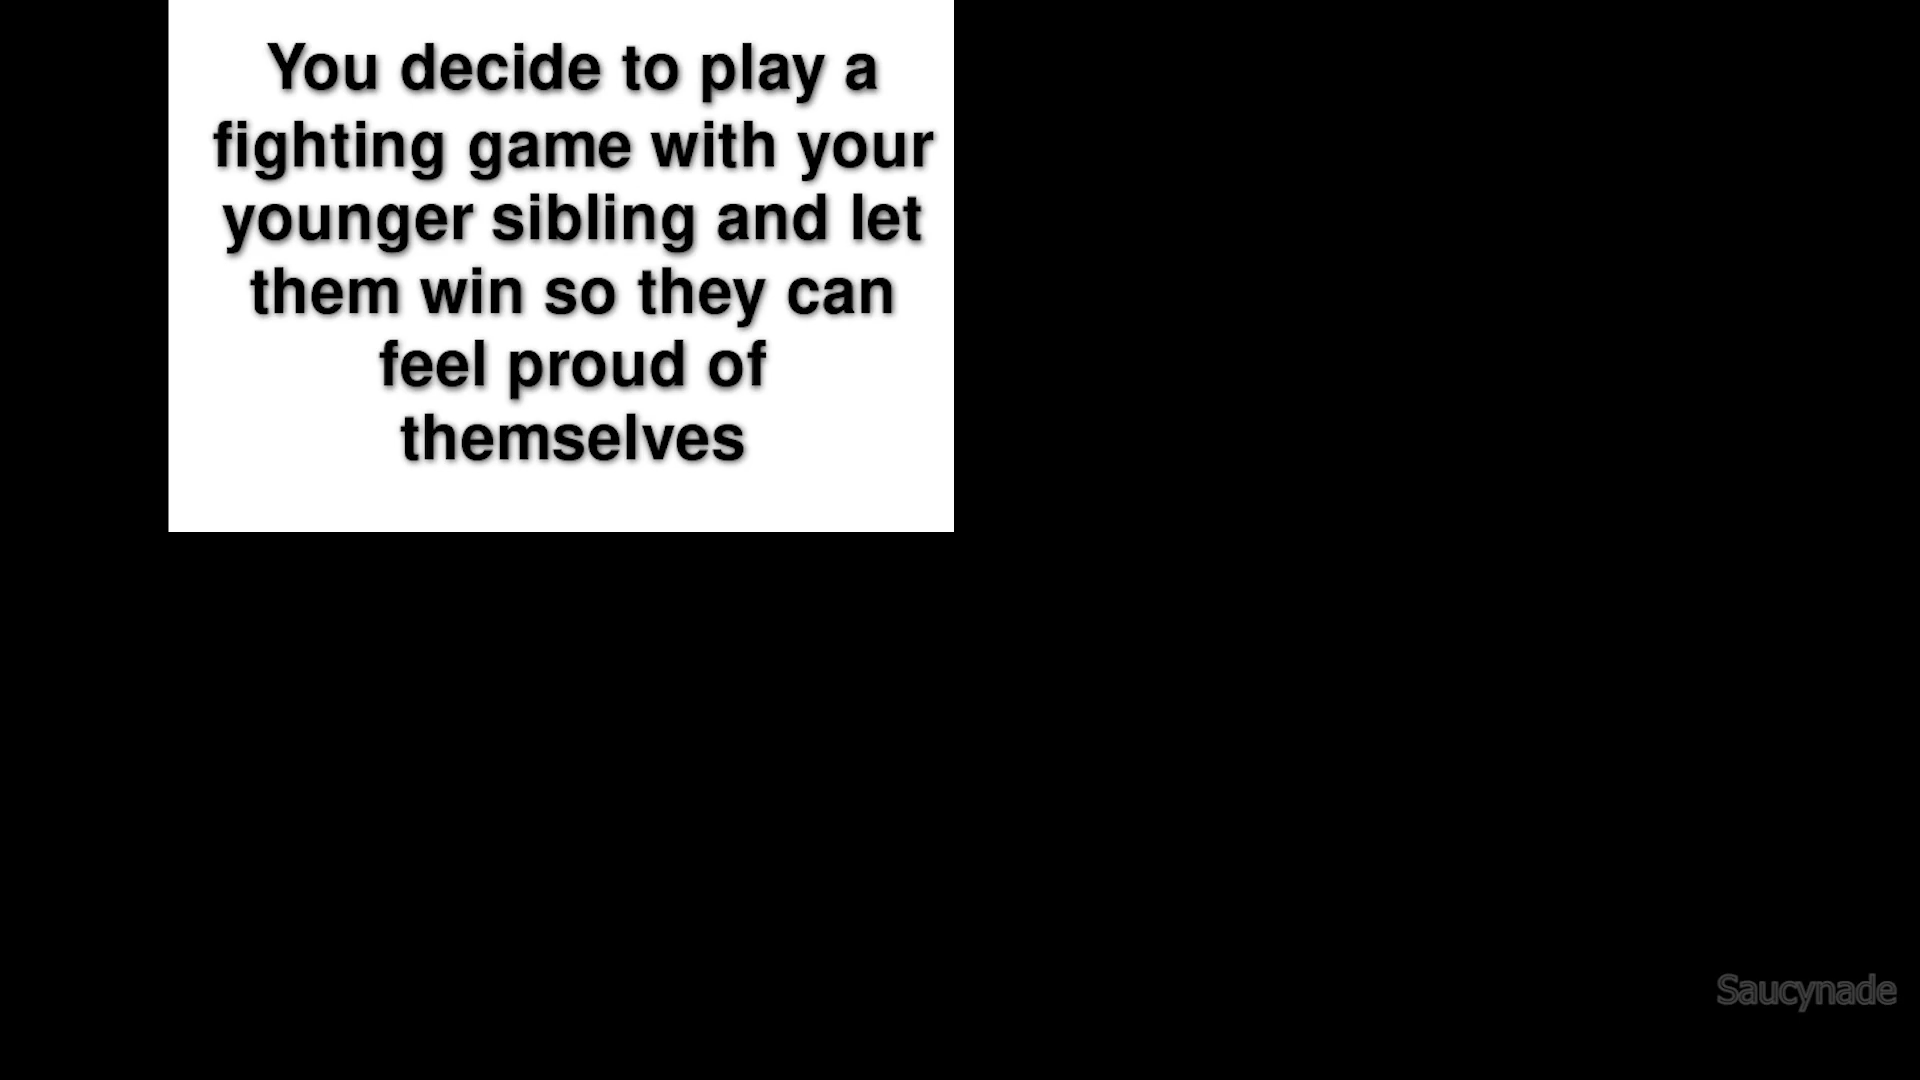 You decide to play a
fighting game with your
younger sibling and let
them win so they can
feel proud of
themselves
Saucynade